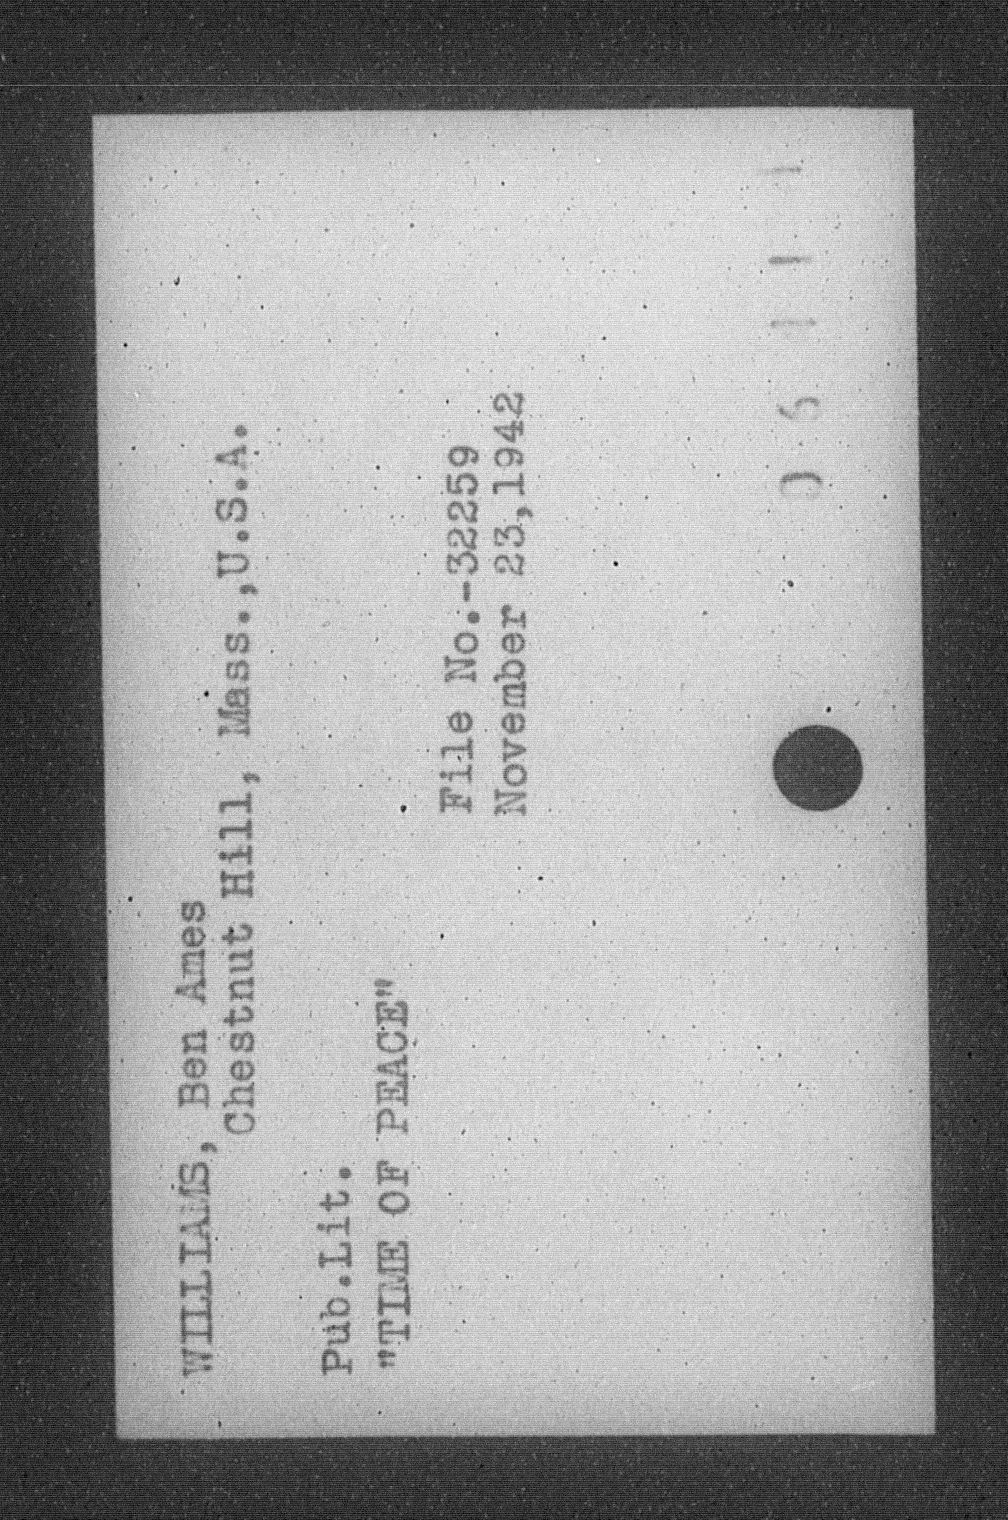 WILLIAMS, Ben Ames
Chestnut Hill, Mass.,U.S.A.
Pub.Lit.
"TIME OF PEACE"
File No.-32259
November 23,1942